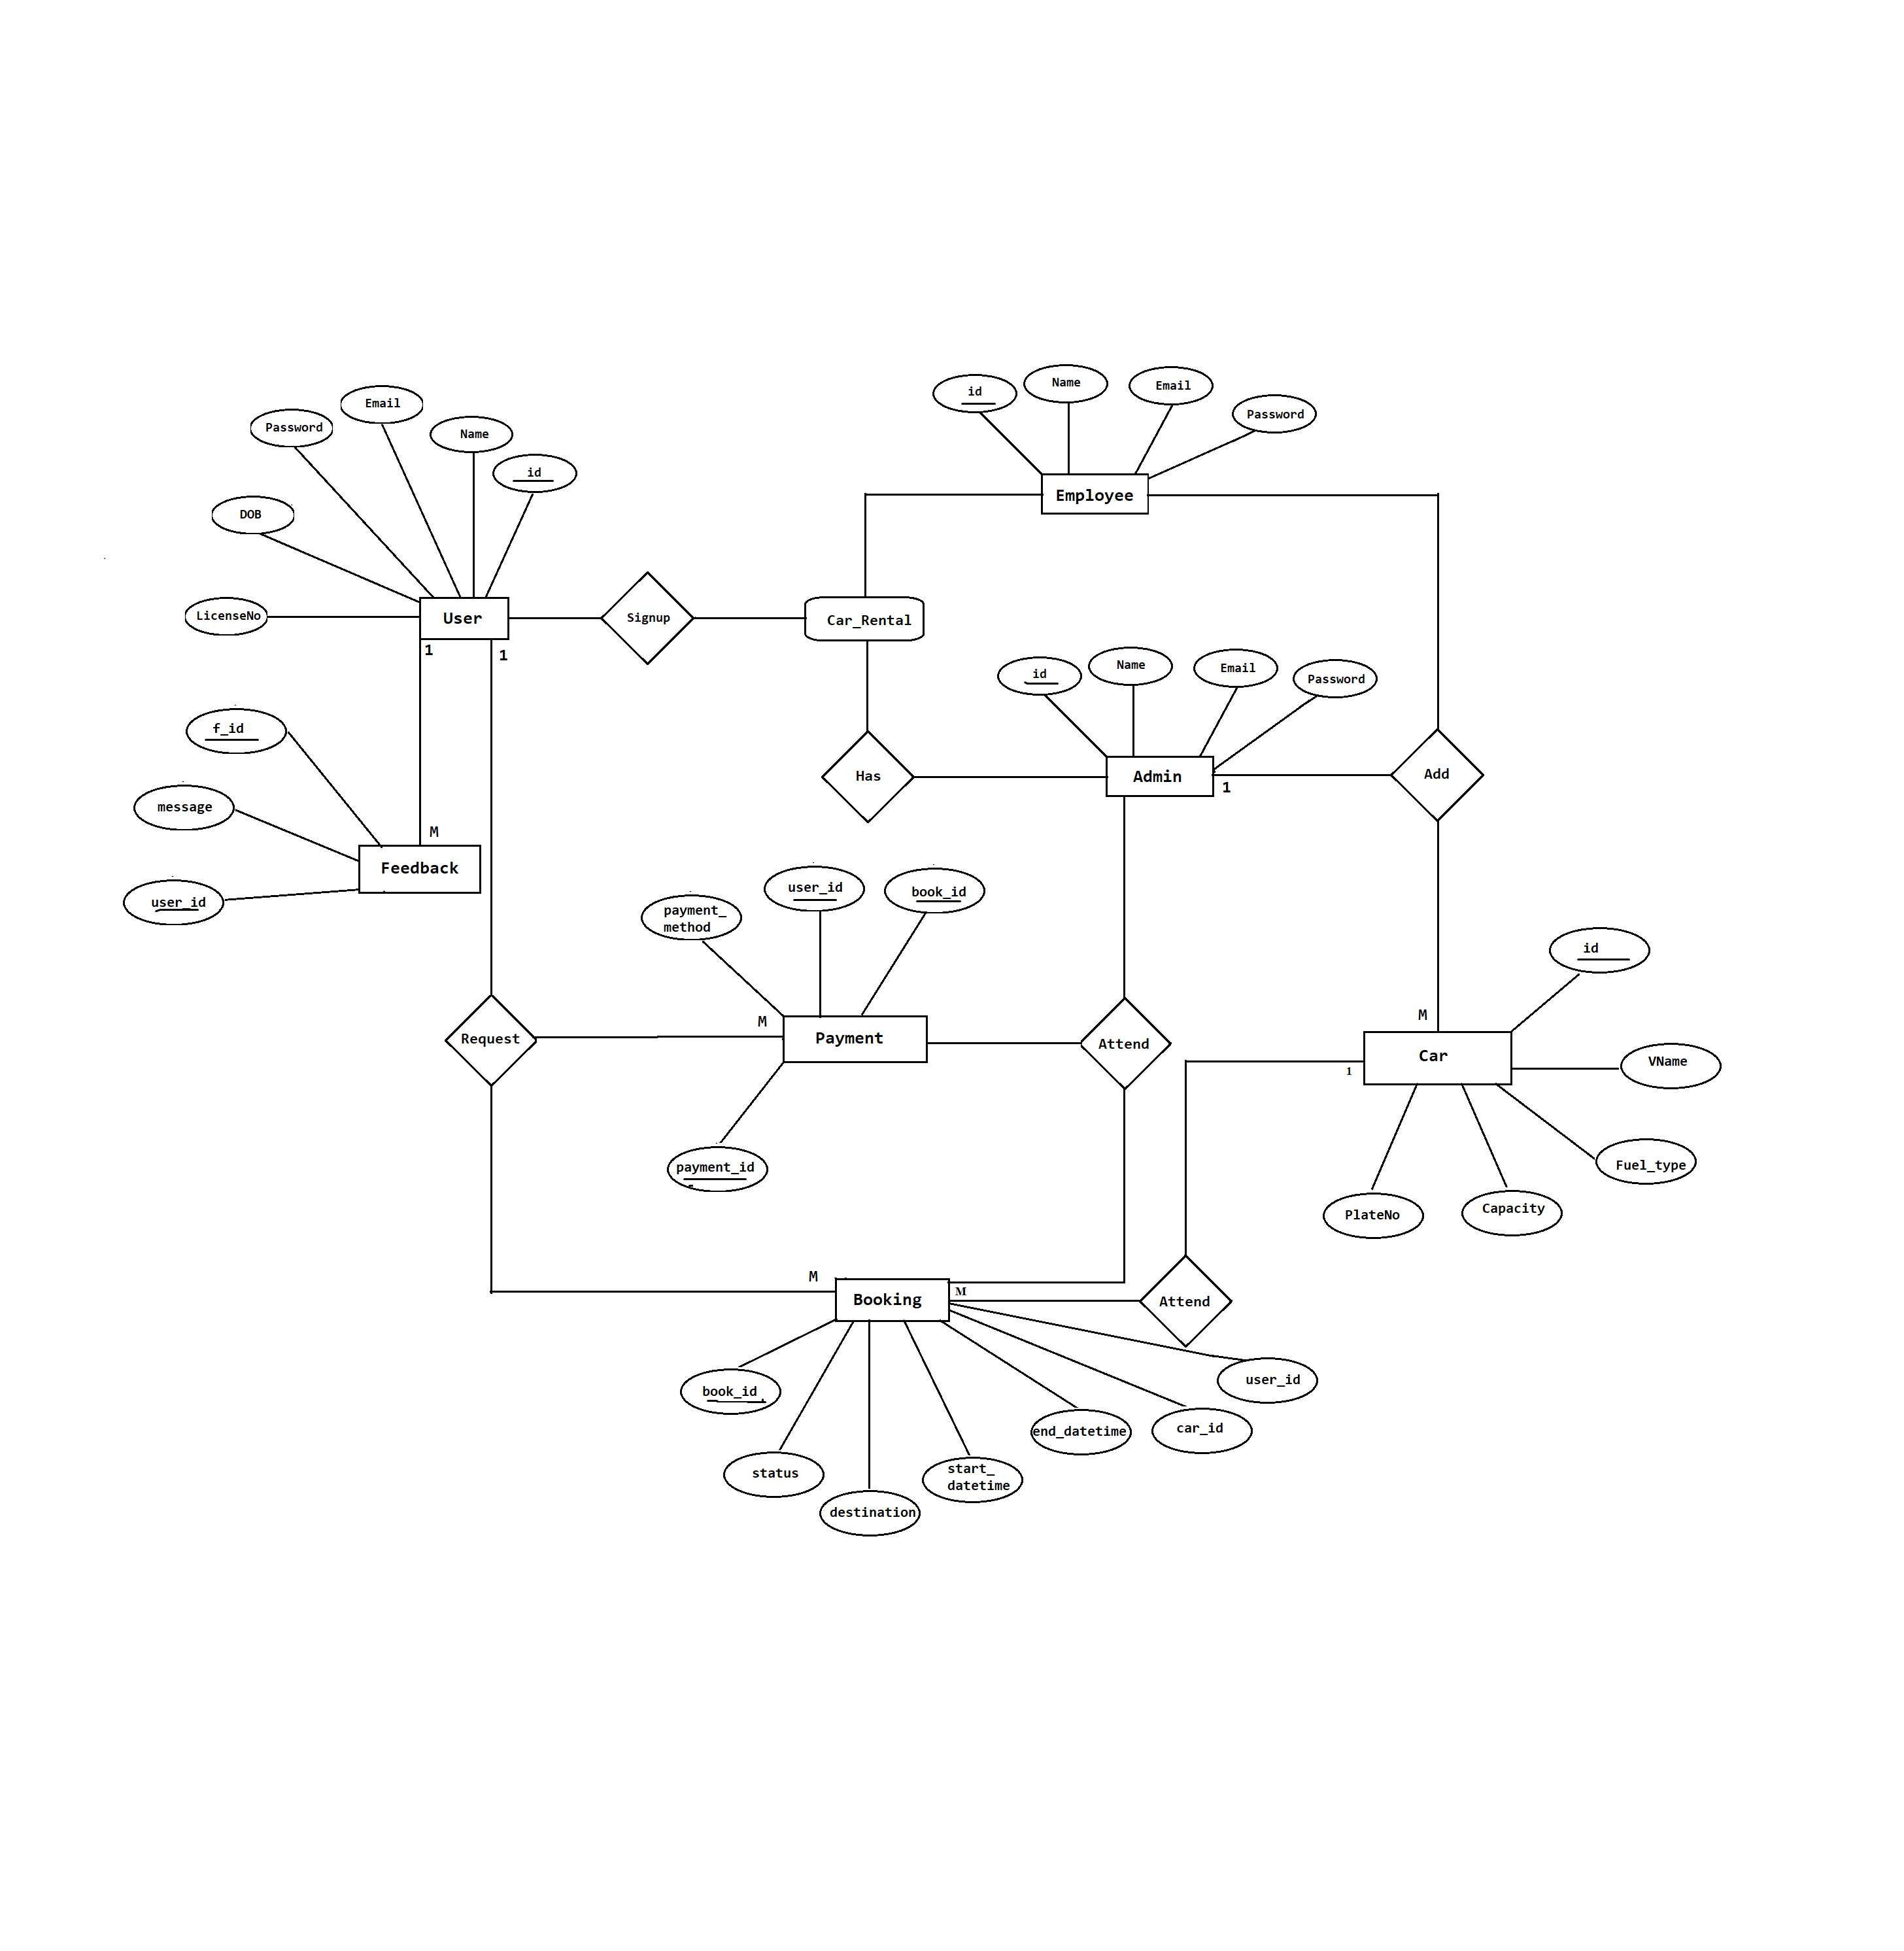 id
Name
Email
Password
Email
Password
Name
id
DOB
Employee
LicenseNo
User
Signup
Car_Rental
1
1
id
Name
Email
Password
f_id
Has
Admin
Add
1
message
M
Feedback
user_id
payment_
method
user_id
book_id
id
M
M
Request
Payment
Attend
Car
VName
1
payment_id
Fuel_type
PlateNo
Capacity
M
Booking
M
Attend
book_id
user_id
status
destination
start_
datetime
end_datetime
car_id